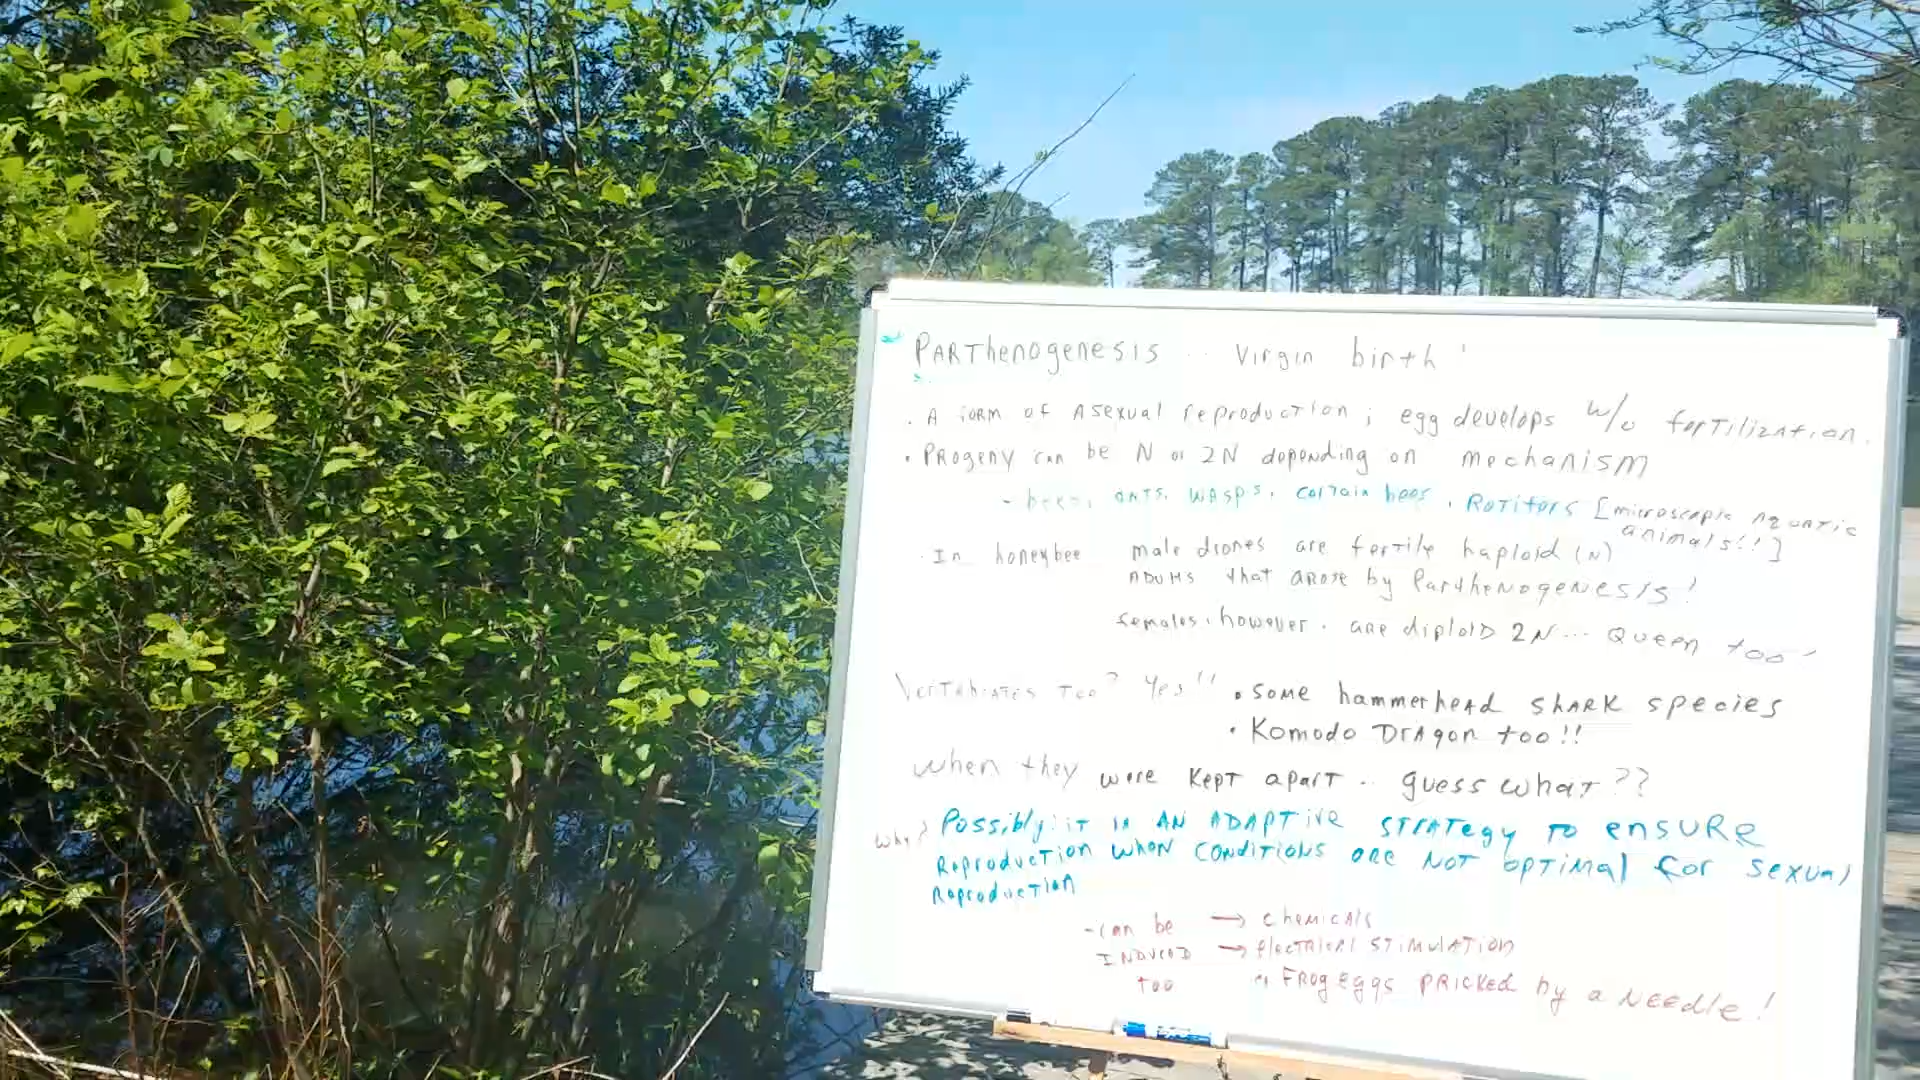 PARThenogenesis .. Virgin birth'
. A form of Asexual reproduction ; egg develops w/o fertilization.
• Progeny can be N or 2N depending on mechanism
- bees, ants, wasps, certain bees, Rotifers [microscopic aquatic animals!!]
. In honeybee male drones are fertile haploid (N)
Adults that arose by Parthenogenesis!
females, however, are diploid 2N ... Queen too'
Vertebrates too? Yes!!
• Some hammerhead shark species
• Komodo Dragon too!!
When they were kept apart .. guess what??
Why? Possibly: it is an adaptive strategy to ensure
Reproduction when conditions are not optimal for sexual
Reproduction
- can be → chemicals
Induced → Electrical stimulation
too " Frog eggs pricked by a needle!